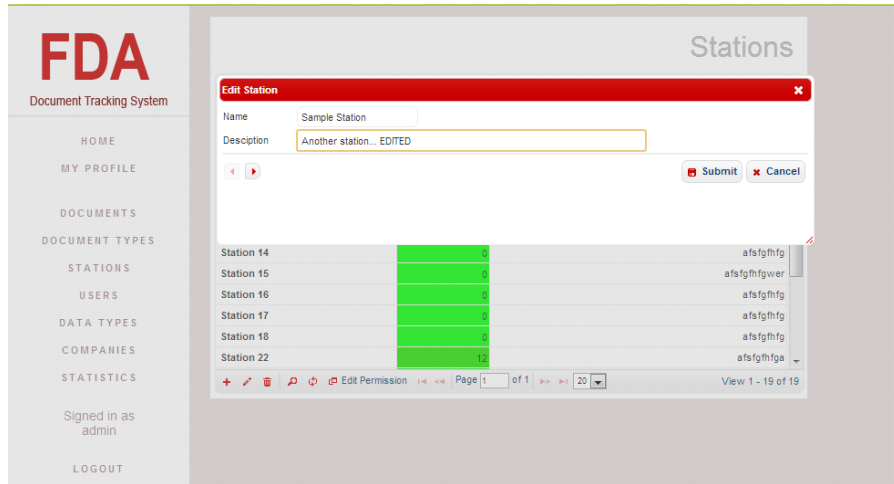 FDA
Document Tracking System
HOME
MY PROFILE
DOCUMENTS
DOCUMENT TYPES
STATIONS
USERS
DATA TYPES
COMPANIES
STATISTICS
Signed in as
admin
LOGOUT
Stations
Edit Station
Name Sample Station
Desciption Another station... EDITED
Submit Cancel
Station 14 0 afsfgfhfg
Station 15 0 afsfgfhfgwer
Station 16 0 afsfgfhfg
Station 17 0 afsfgfhfg
Station 18 0 afsfgfhfg
Station 22 12 afsfgfhfga
Edit Permission Page 1 of 1 20 View 1 - 19 of 19